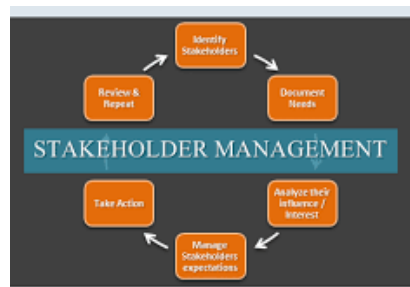 Identify
Stakeholders
Review &
Repeat
Document
Needs
STAKEHOLDER MANAGEMENT
Take Action
Analyze their
influence /
Interest
Manage
Stakeholders
expectations